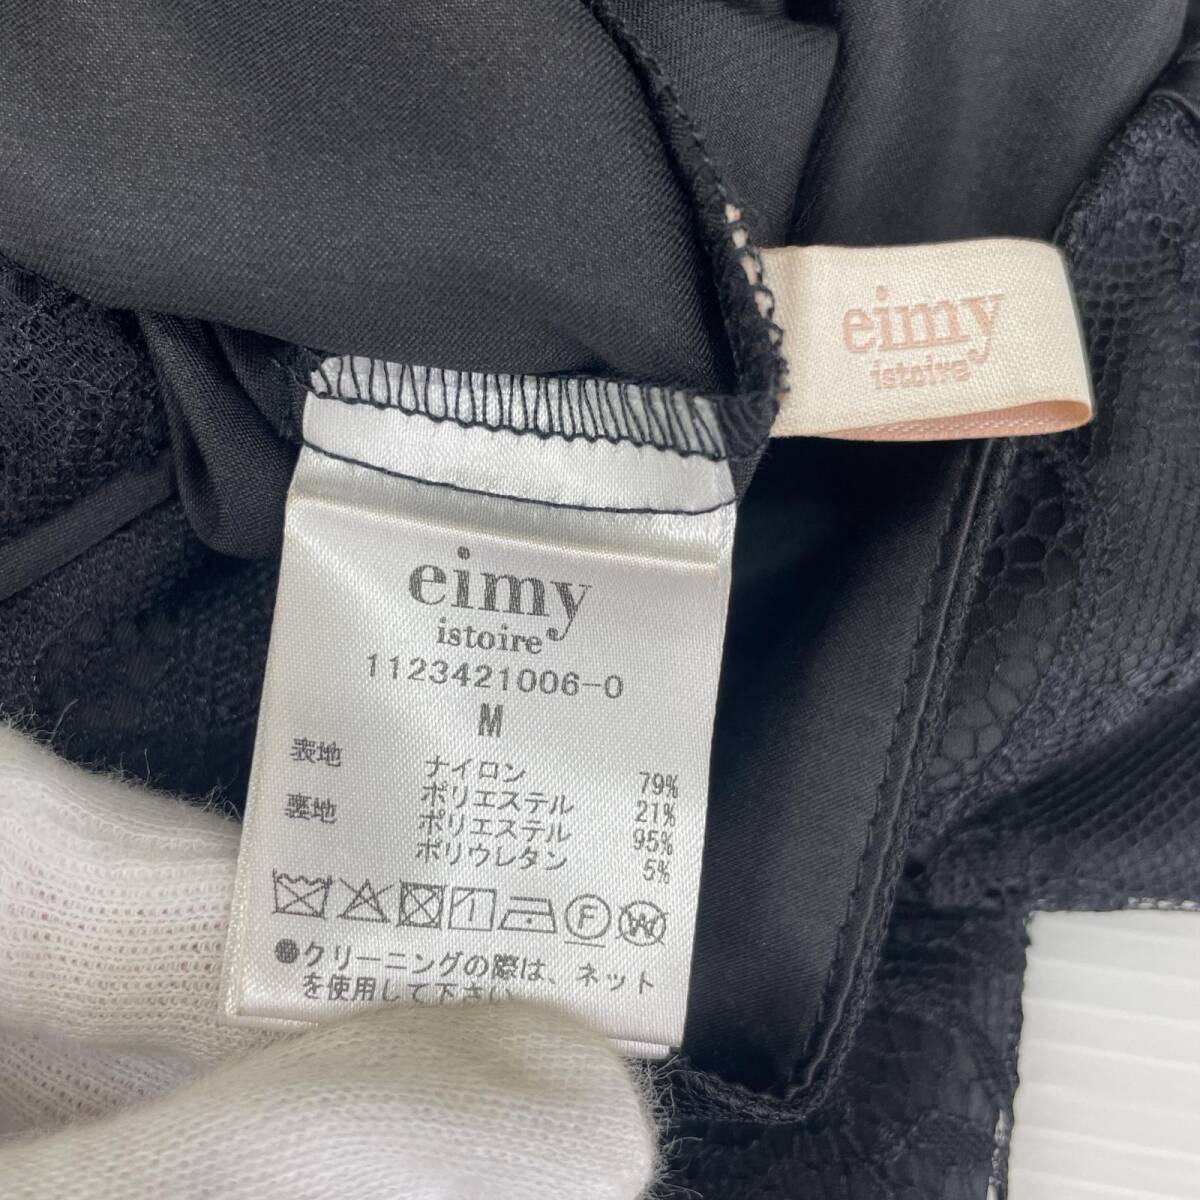 eimy
istoire
eimy
istoire
1123421006-0
M
表地 ナイロン 79%
ポリエステル 21%
裏地 ポリエステル 95%
ポリウレタン 5%
F W
●クリーニングの際は、ネット
を使用して下さい